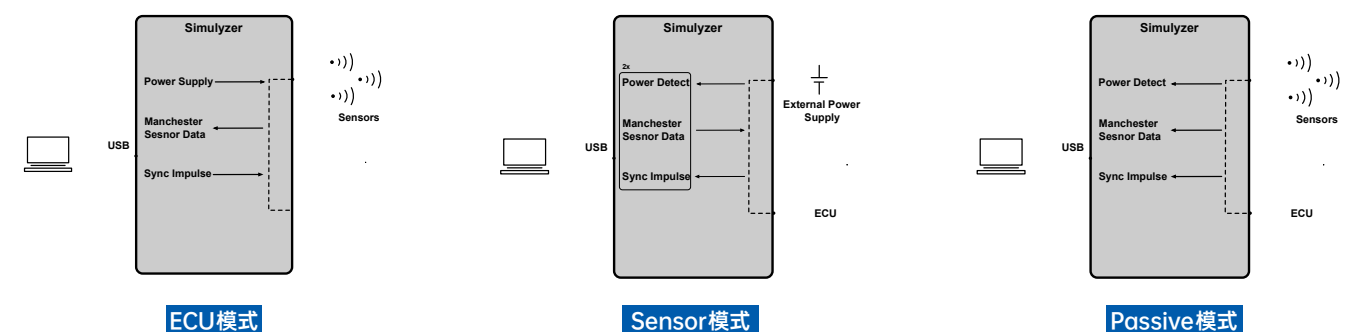 Simulyzer
Power Supply
Manchester
Sesnor Data
Sync Impulse
USB
Sensors
ECU模式
Simulyzer
2x
Power Detect
Manchester
Sesnor Data
Sync Impulse
USB
External Power
Supply
ECU
Sensor模式
Simulyzer
Power Detect
Manchester
Sesnor Data
Sync Impulse
USB
Sensors
ECU
Passive模式